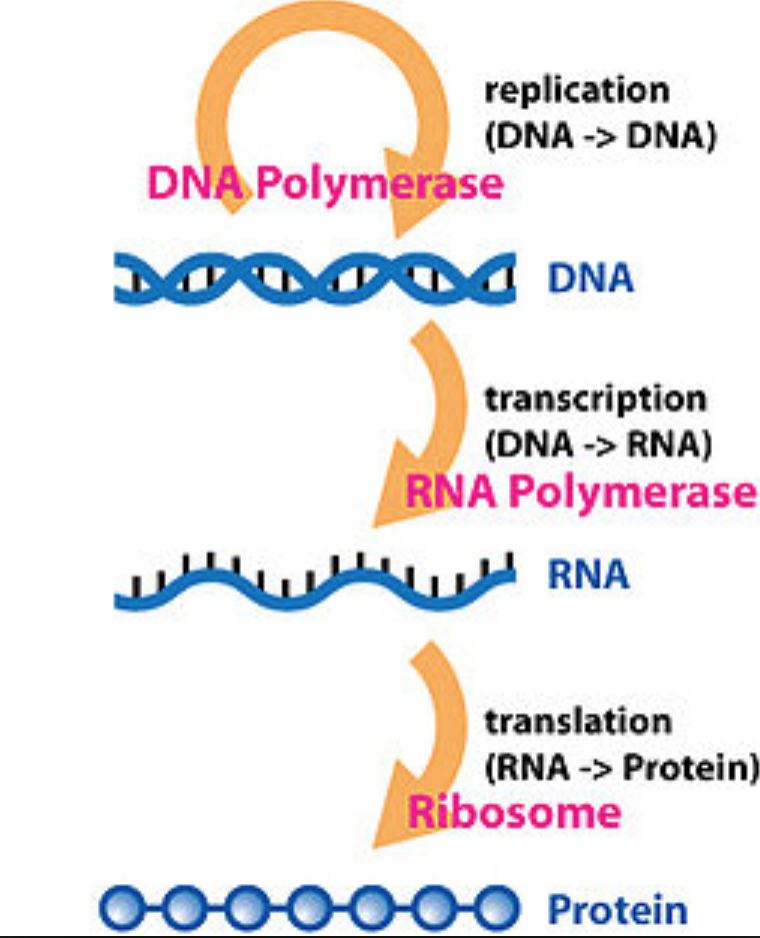 replication
(DNA -> DNA)
DNA Polymerase
DNA
transcription
(DNA -> RNA)
RNA Polymerase
RNA
translation
(RNA -> Protein)
Ribosome
Protein